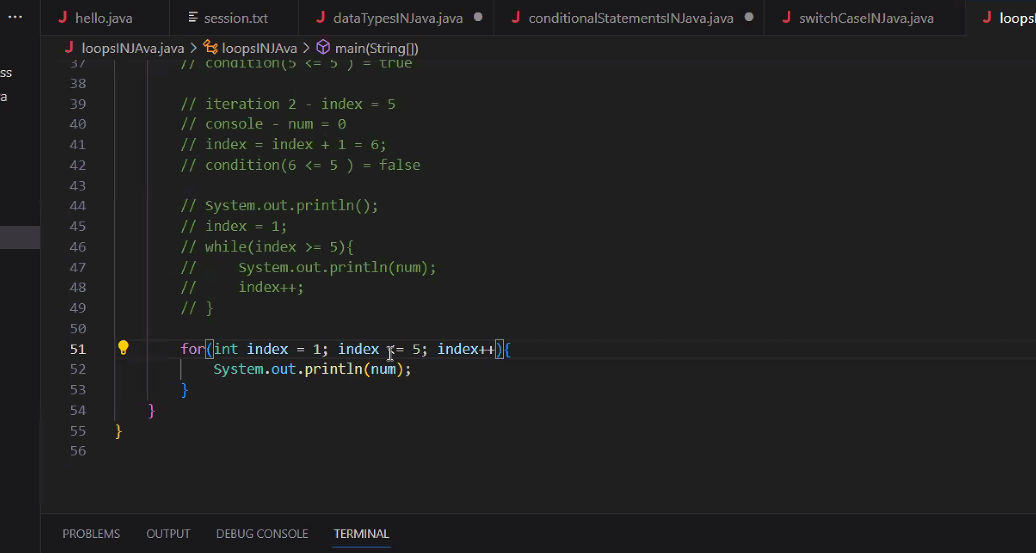 hello.java session.txt dataTypesINJava.java conditionalStatementsINJava.java switchCaseINJava.java loopsI
loopsINJAva.java > loopsINJAva > main(String[])
ss
a
37 // condition(5 <= 5 ) = true
38
39 // iteration 2 - index = 5
40 // console - num = 0
41 // index = index + 1 = 6;
42 // condition(6 <= 5 ) = false
43
44 // System.out.println();
45 // index = 1;
46 // while(index >= 5){
47 //     System.out.println(num);
48 //     index++;
49 // }
50
51 for(int index = 1; index <= 5; index++){
52     System.out.println(num);
53 }
54 }
55 }
56
PROBLEMS OUTPUT DEBUG CONSOLE TERMINAL